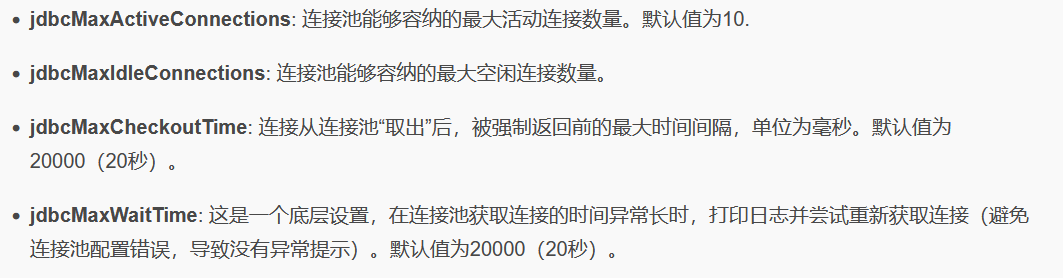 • jdbcMaxActiveConnections: 连接池能够容纳的最大活动连接数量。默认值为10.
• jdbcMaxIdleConnections: 连接池能够容纳的最大空闲连接数量。
• jdbcMaxCheckoutTime: 连接从连接池“取出”后，被强制返回前的最大时间间隔，单位为毫秒。默认值为
20000（20秒）。
• jdbcMaxWaitTime: 这是一个底层设置，在连接池获取连接的时间异常长时，打印日志并尝试重新获取连接（避免
连接池配置错误，导致没有异常提示）。默认值为20000（20秒）。